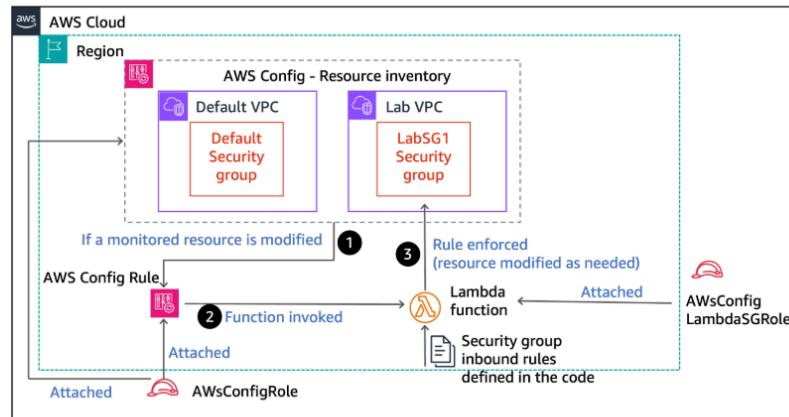 aws
AWS Cloud
Region
AWS Config - Resource inventory
Default VPC
Lab VPC
Default
Security
group
LabSG1
Security
group
If a monitored resource is modified
1
3
Rule enforced
(resource modified as needed)
AWS Config Rule
2
Function invoked
Lambda
function
Attached
AWsConfig
LambdaSGRole
Attached
Security group
inbound rules
defined in the code
Attached
AWsConfigRole